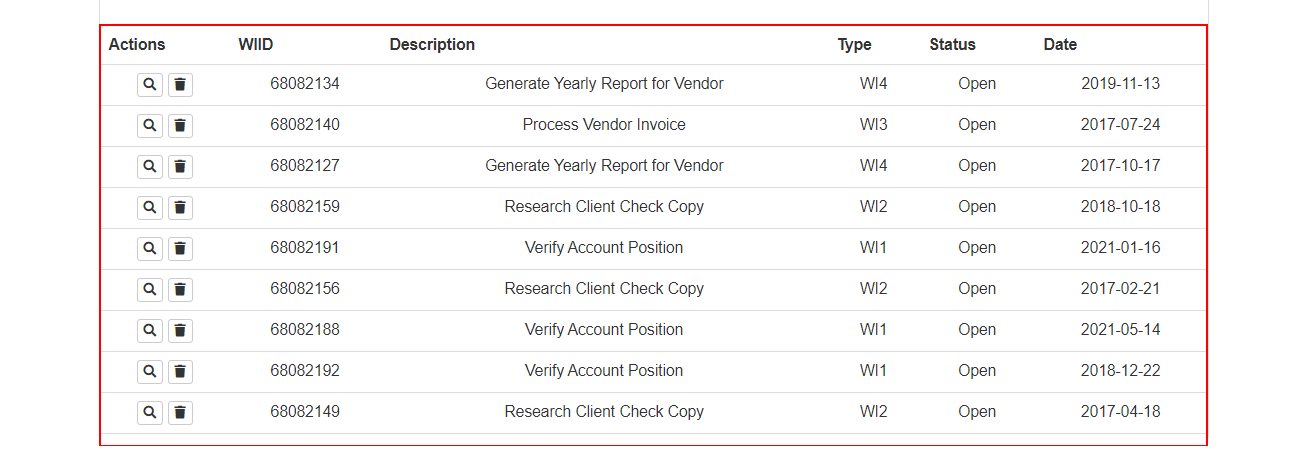 Actions WIID Description Type Status Date
68082134 Generate Yearly Report for Vendor WI4 Open 2019-11-13
68082140 Process Vendor Invoice WI3 Open 2017-07-24
68082127 Generate Yearly Report for Vendor WI4 Open 2017-10-17
68082159 Research Client Check Copy WI2 Open 2018-10-18
68082191 Verify Account Position WI1 Open 2021-01-16
68082156 Research Client Check Copy WI2 Open 2017-02-21
68082188 Verify Account Position WI1 Open 2021-05-14
68082192 Verify Account Position WI1 Open 2018-12-22
68082149 Research Client Check Copy WI2 Open 2017-04-18